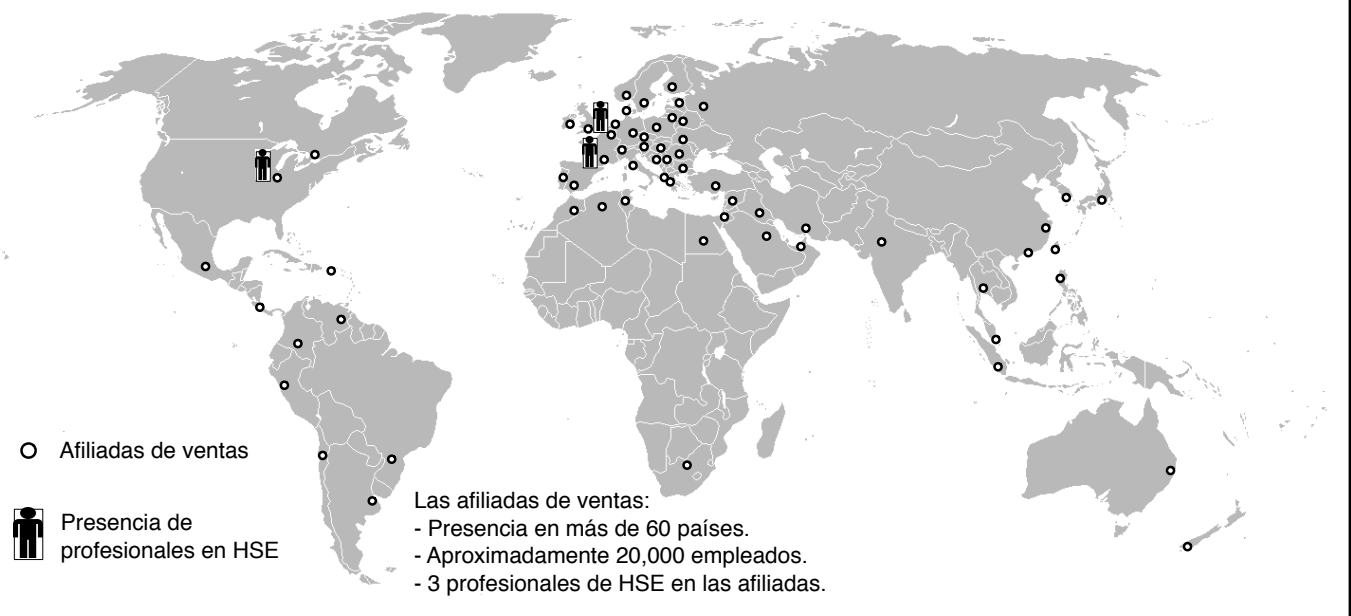 Afiliadas de ventas
Presencia de
profesionales en HSE
Las afiliadas de ventas:
- Presencia en más de 60 países.
- Aproximadamente 20,000 empleados.
- 3 profesionales de HSE en las afiliadas.